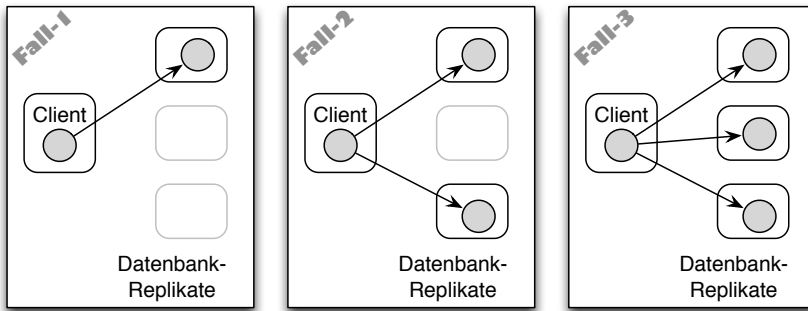 Fall-1
Client
Datenbank-
Replikate
Fall-2
Client
Datenbank-
Replikate
Fall-3
Client
Datenbank-
Replikate